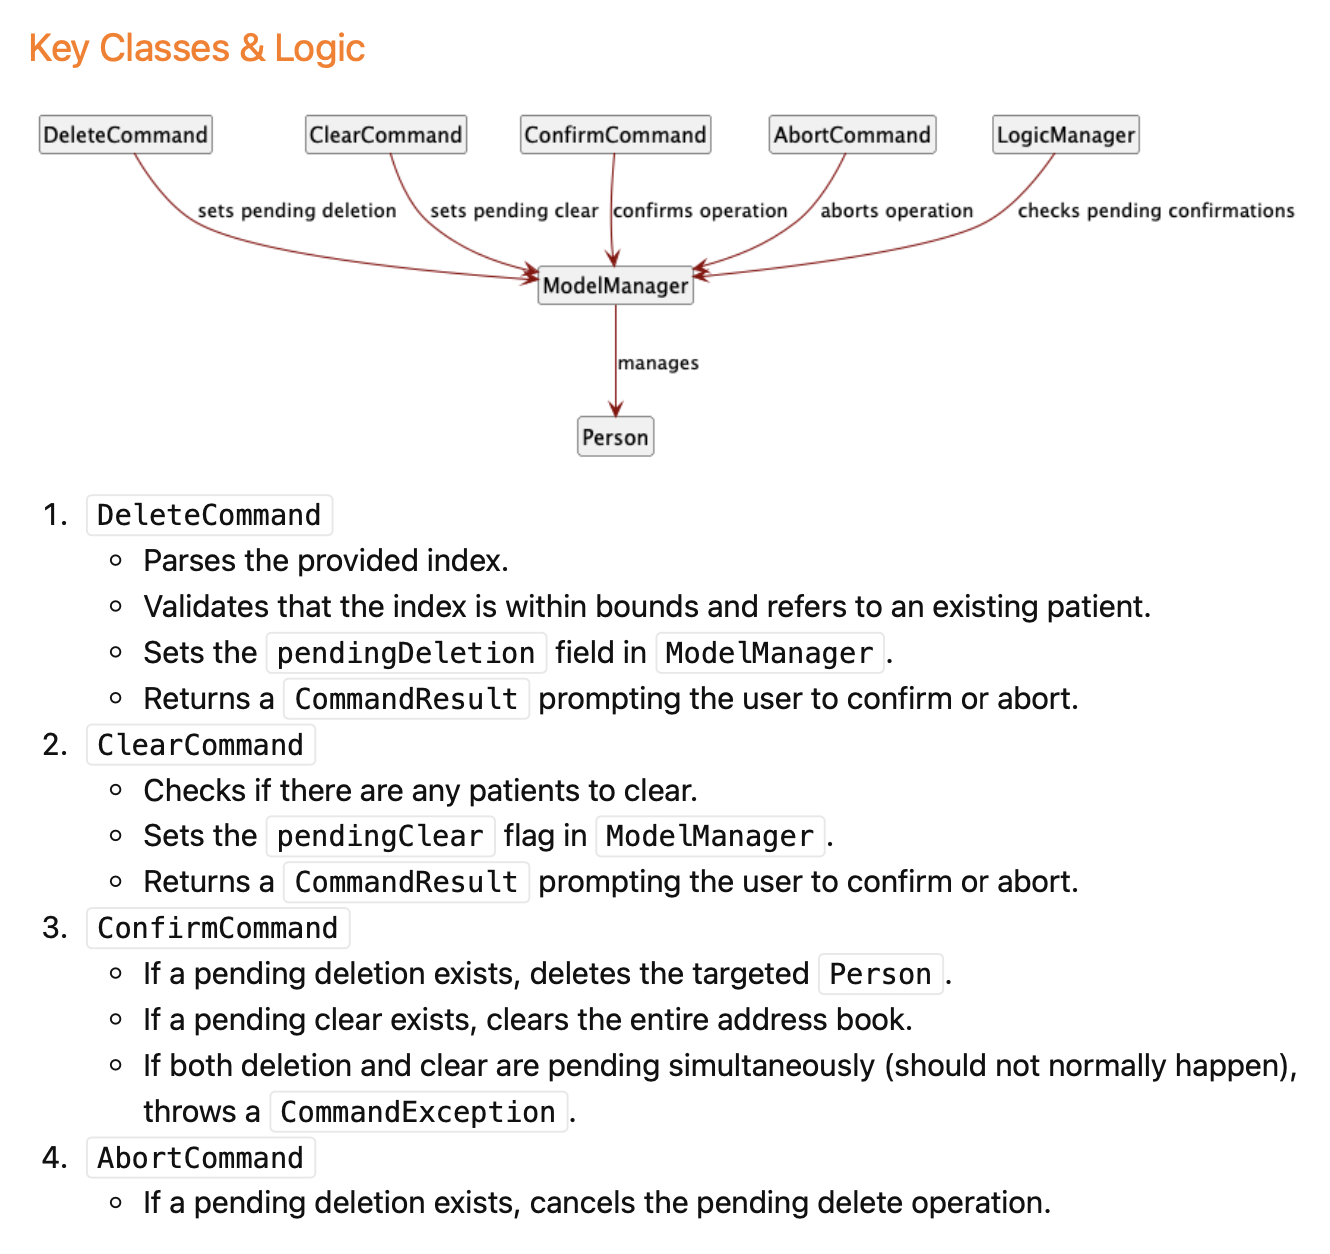 Key Classes & Logic
DeleteCommand
ClearCommand
ConfirmCommand
AbortCommand
LogicManager
sets pending deletion
sets pending clear
confirms operation
aborts operation
checks pending confirmations
ModelManager
manages
Person
1. DeleteCommand
Parses the provided index.
Validates that the index is within bounds and refers to an existing patient.
Sets the pendingDeletion field in ModelManager.
Returns a CommandResult prompting the user to confirm or abort.
2. ClearCommand
Checks if there are any patients to clear.
Sets the pendingClear flag in ModelManager.
Returns a CommandResult prompting the user to confirm or abort.
3. ConfirmCommand
If a pending deletion exists, deletes the targeted Person.
If a pending clear exists, clears the entire address book.
If both deletion and clear are pending simultaneously (should not normally happen),
throws a CommandException.
4. AbortCommand
If a pending deletion exists, cancels the pending delete operation.